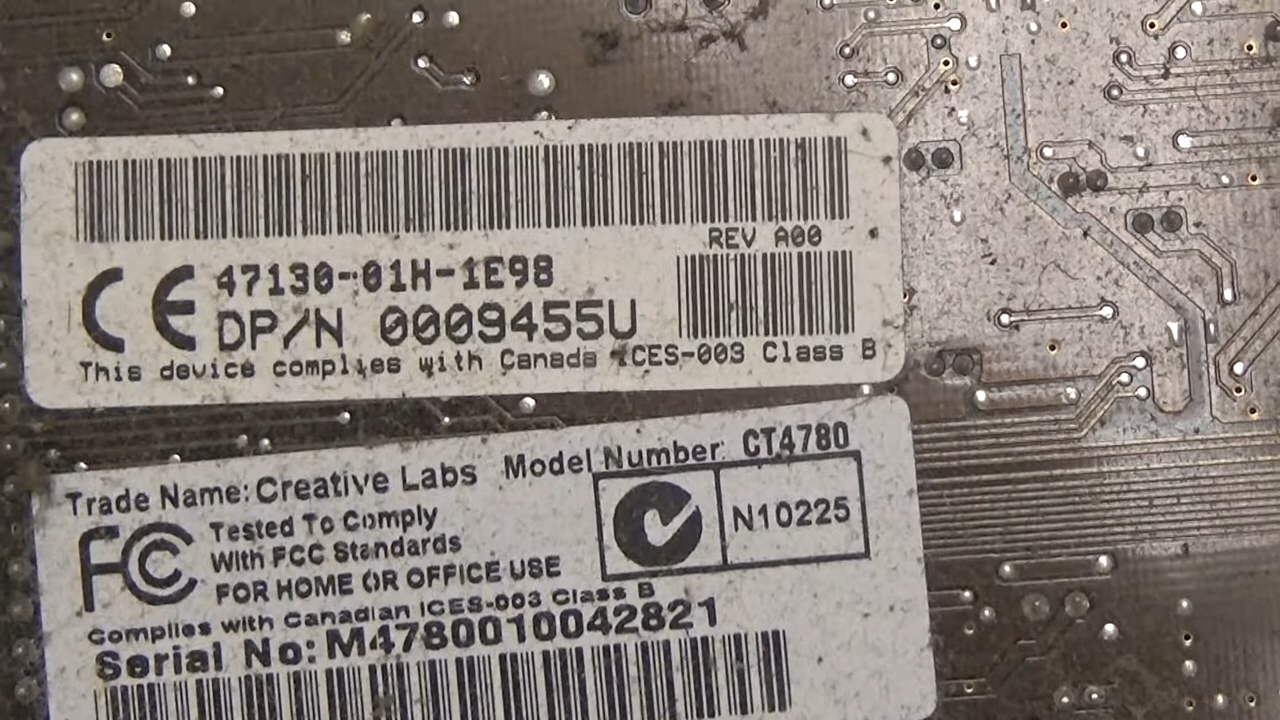 REV A00
47130-01H-1E98
DP/N 0009455U
This device complies with Canada ICES-003 Class B
Trade Name: Creative Labs Model Number: CT4780
FC Tested To Comply
With FCC Standards
FOR HOME OR OFFICE USE
N10225
Complies with Canadian ICES-003 Class B
Serial No: M4780010042821